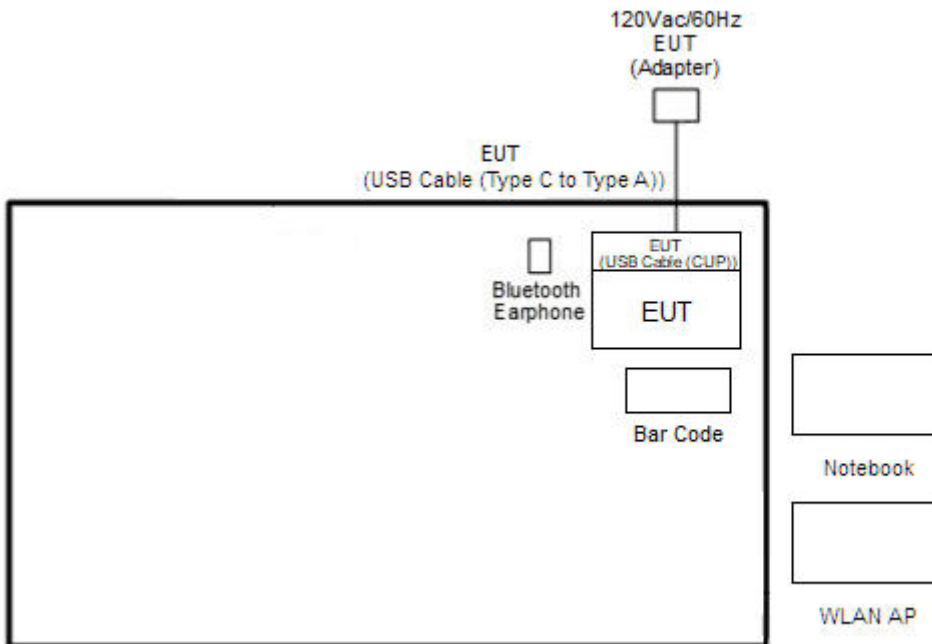 120Vac/60Hz
EUT
(Adapter)
EUT
(USB Cable (Type C to Type A))
EUT
(USB Cable (CUP))
EUT
Bluetooth
Earphone
Bar Code
Notebook
WLAN AP